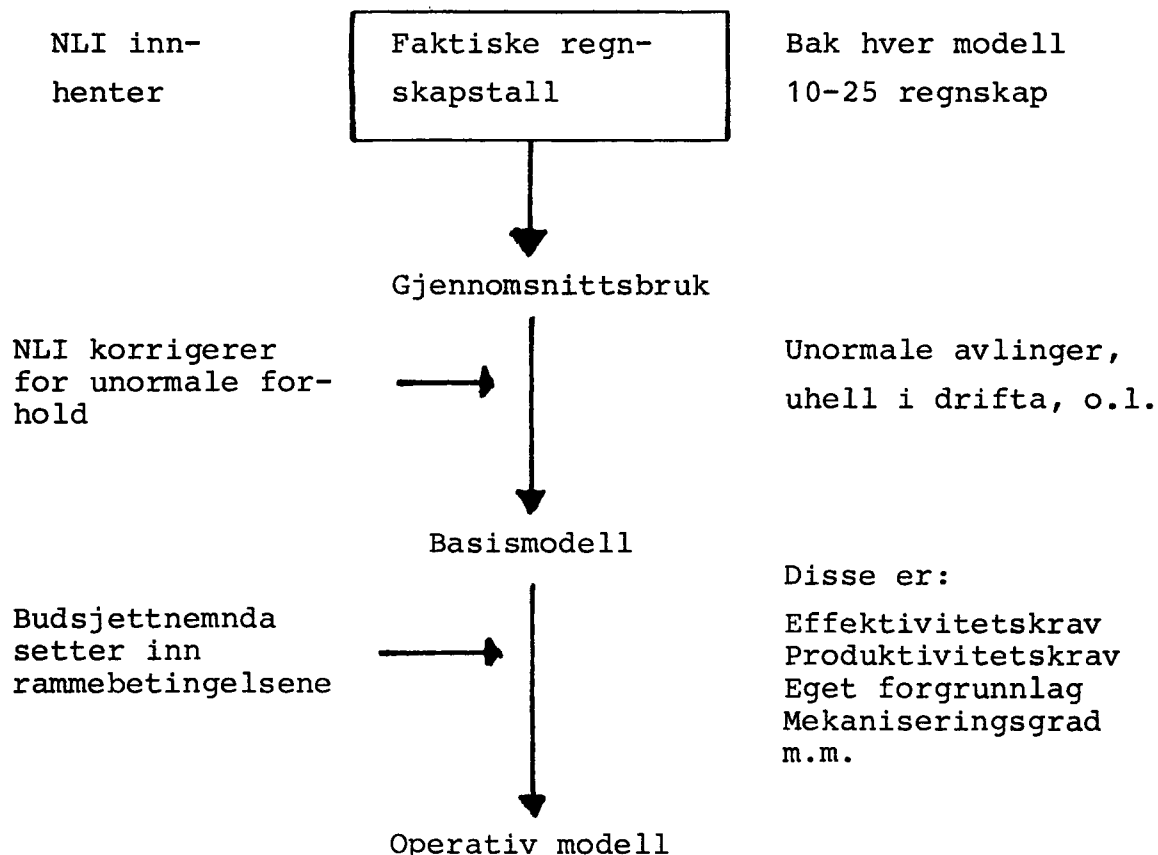 NLI inn-
henter
Faktiske regn-
skapstall
Bak hver modell
10-25 regnskap
Gjennomsnittsbruk
NLI korrigerer
for unormale for-
hold
Unormale avlinger,
uhell i drifta, o.l.
Basismodell
Budsjettnemnda
setter inn
rammebetingelsene
Disse er:
Effektivitetskrav
Produktivitetskrav
Eget forgrunnlag
Mekaniseringsgrad
m.m.
Operativ modell